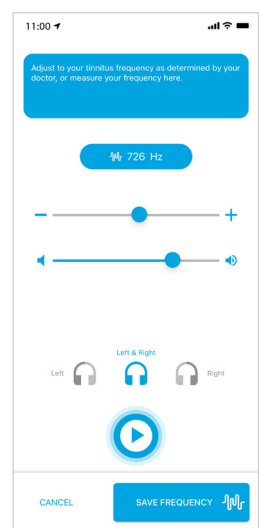 11:00
Adjust to your tinnitus frequency as determined by your
doctor, or measure your frequency here.
726 Hz
Left & Right
Left
Right
CANCEL
SAVE FREQUENCY